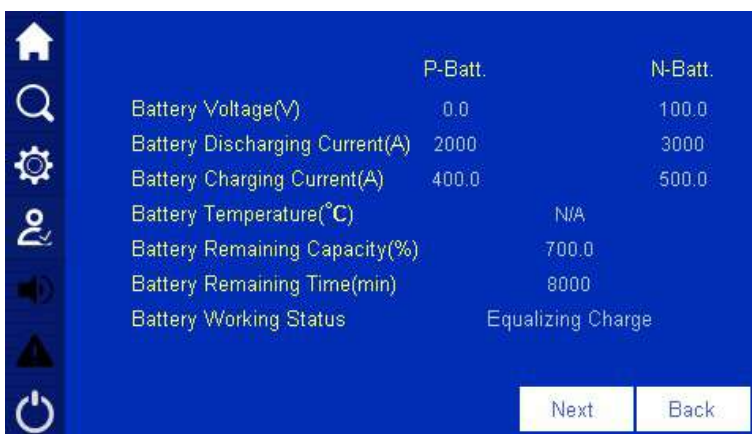 P-Batt. N-Batt.
Battery Voltage(V) 0.0 100.0
Battery Discharging Current(A) 2000 3000
Battery Charging Current(A) 400.0 500.0
Battery Temperature(°C) N/A
Battery Remaining Capacity(%) 700.0
Battery Remaining Time(min) 8000
Battery Working Status Equalizing Charge
Next Back